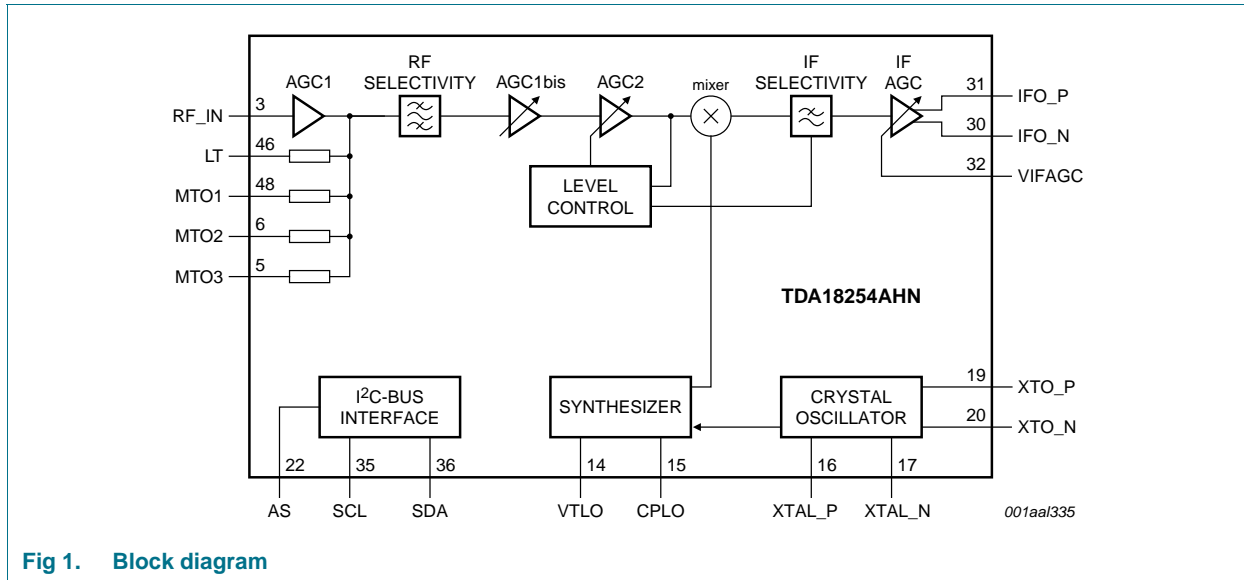 RF
SELECTIVITY
IF
SELECTIVITY
IF
AGC
AGC1
AGC1bis
AGC2
mixer
RF_IN
3
31
IFO_P
30
IFO_N
LT
46
32
VIFAGC
MTO1
48
LEVEL
CONTROL
MTO2
6
MTO3
5
TDA18254AHN
I²C-BUS
INTERFACE
SYNTHESIZER
CRYSTAL
OSCILLATOR
19
XTO_P
20
XTO_N
22
35
36
14
15
16
17
AS
SCL
SDA
VTLO
CPLO
XTAL_P
XTAL_N
001aal335
Fig 1. Block diagram